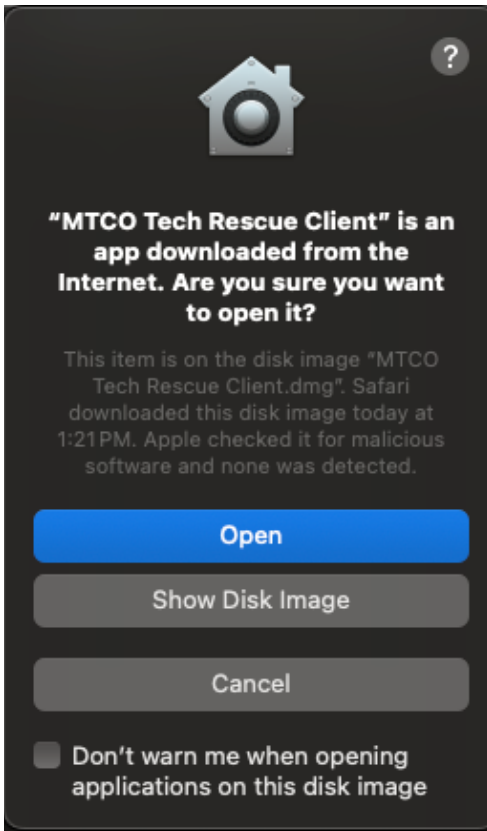 ?
“MTCO Tech Rescue Client” is an
app downloaded from the
Internet. Are you sure you want
to open it?
This item is on the disk image “MTCO
Tech Rescue Client.dmg”. Safari
downloaded this disk image today at
1:21 PM. Apple checked it for malicious
software and none was detected.
Open
Show Disk Image
Cancel
Don’t warn me when opening
applications on this disk image